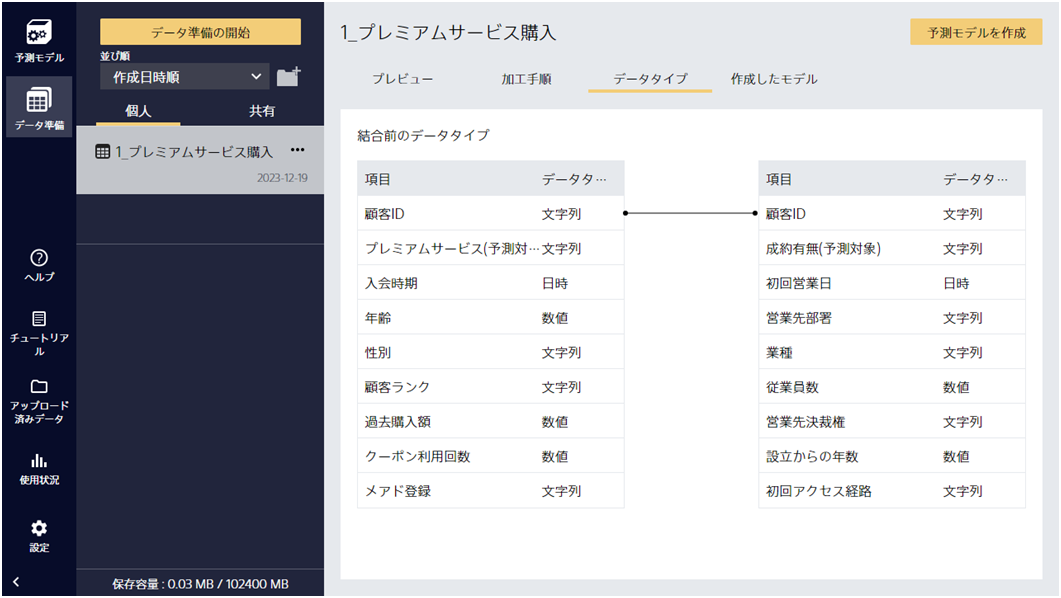 予測モデル
データ準備
ヘルプ
チュートリア
ル
アップロード
済みデータ
使用状況
設定
データ準備の開始
並び順
作成日時順
個人 共有
1_プレミアムサービス購入 •••
2023-12-19
保存容量 : 0.03 MB / 102400 MB
1_プレミアムサービス購入
予測モデルを作成
プレビュー 加工手順 データタイプ 作成したモデル
結合前のデータタイプ
項目 データタ…
顧客ID 文字列
プレミアムサービス(予測対… 文字列
入会時期 日時
年齢 数値
性別 文字列
顧客ランク 文字列
過去購入額 数値
クーポン利用回数 数値
メアド登録 文字列
項目 データタ…
顧客ID 文字列
成約有無(予測対象) 文字列
初回営業日 日時
営業先部署 文字列
業種 文字列
従業員数 数値
営業先決裁権 文字列
設立からの年数 数値
初回アクセス経路 文字列